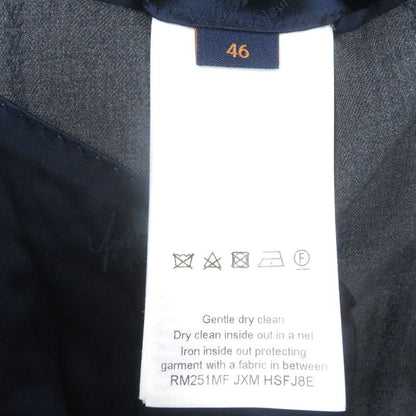 46
F
Gentle dry clean
Dry clean inside out in a net
Iron inside out protecting
garment with a fabric in between
RM251MF JXM HSFJ8E